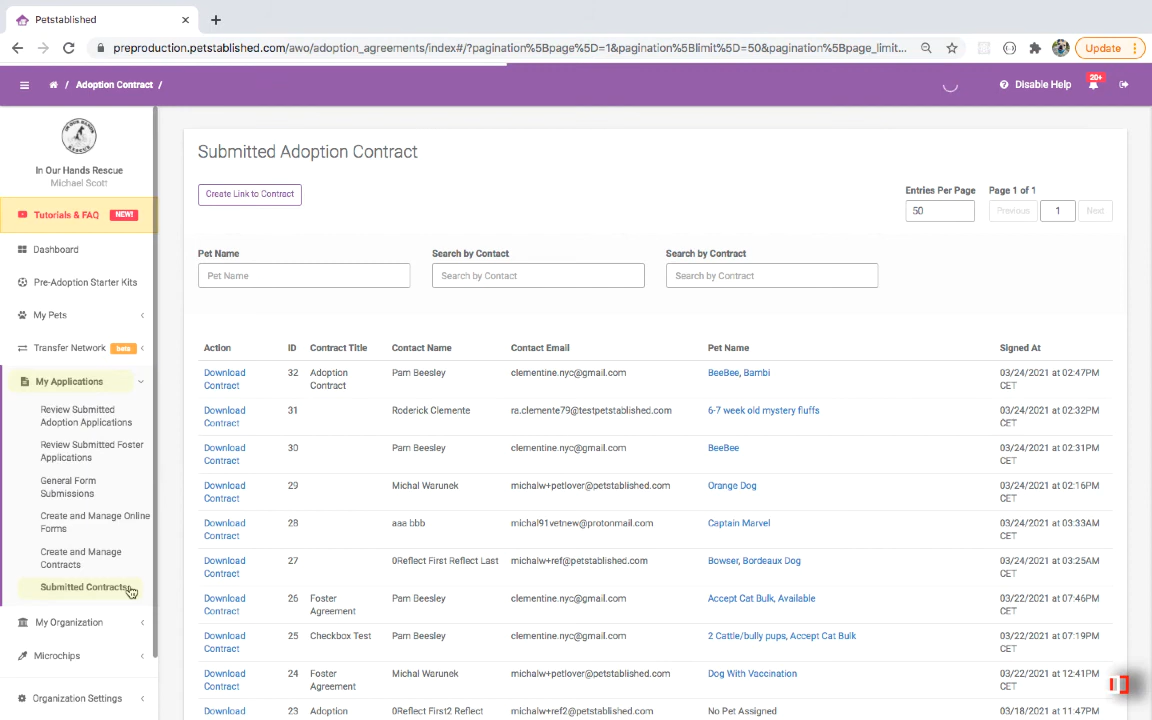 Petstablished
preproduction.petstablished.com/awo/adoption_agreements/index#/?pagination%5Bpage%5D=1&pagination%5Blimit%5D=50&pagination%5Bpage_limit...
Update
/ Adoption Contract /
Disable Help
20+
IN OUR HANDS
RESCUE
In Our Hands Rescue
Michael Scott
Tutorials & FAQ NEW!
Dashboard
Pre-Adoption Starter Kits
My Pets
Transfer Network beta
My Applications
Review Submitted
Adoption Applications
Review Submitted Foster
Applications
General Form
Submissions
Create and Manage Online
Forms
Create and Manage
Contracts
Submitted Contracts
My Organization
Microchips
Organization Settings
Submitted Adoption Contract
Create Link to Contract
Entries Per Page Page 1 of 1
50 Previous 1 Next
Pet Name Search by Contact Search by Contract
Pet Name Search by Contact Search by Contract
Action ID Contract Title Contact Name Contact Email Pet Name Signed At
Download 32 Adoption Pam Beesley clementine.nyc@gmail.com BeeBee, Bambi 03/24/2021 at 02:47PM
Contract Contract CET
Download 31 Roderick Clemente ra.clemente79@testpetstablished.com 6-7 week old mystery fluffs 03/24/2021 at 02:32PM
Contract CET
Download 30 Pam Beesley clementine.nyc@gmail.com BeeBee 03/24/2021 at 02:31PM
Contract CET
Download 29 Michal Warunek michalw+petlover@petstablished.com Orange Dog 03/24/2021 at 02:16PM
Contract CET
Download 28 aaa bbb michal91vetnew@protonmail.com Captain Marvel 03/24/2021 at 03:33AM
Contract CET
Download 27 0Reflect First Reflect Last michalw+ref@petstablished.com Bowser, Bordeaux Dog 03/24/2021 at 03:25AM
Contract CET
Download 26 Foster Pam Beesley clementine.nyc@gmail.com Accept Cat Bulk, Available 03/22/2021 at 07:46PM
Contract Agreement CET
Download 25 Checkbox Test Pam Beesley clementine.nyc@gmail.com 2 Cattle/bully pups, Accept Cat Bulk 03/22/2021 at 07:19PM
Contract CET
Download 24 Foster Michal Warunek michalw+petlover@petstablished.com Dog With Vaccination 03/22/2021 at 12:41PM
Contract Agreement CET
Download 23 Adoption 0Reflect First2 Reflect michalw+ref2@petstablished.com No Pet Assigned 03/18/2021 at 11:47PM